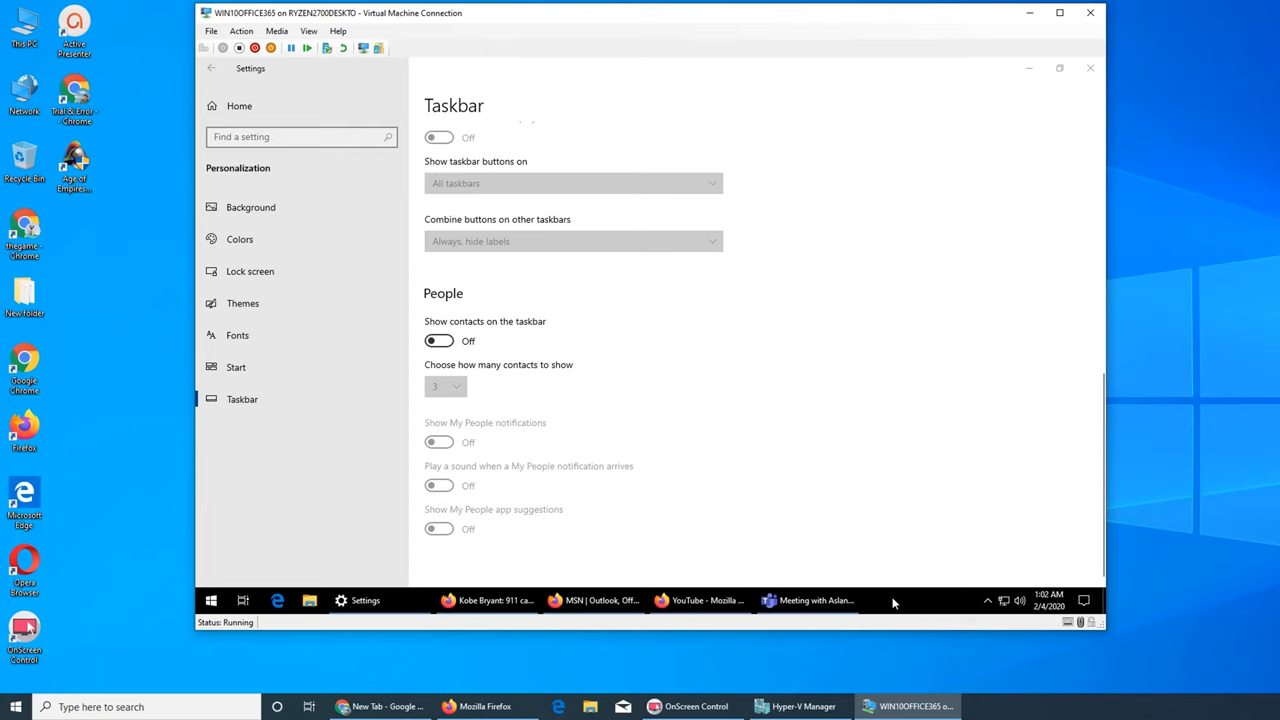 This PC
Active
Presenter
Network
Trial & Error -
- Chrome
Recycle Bin
Age of
Empires...
thegame -
Chrome
New folder
Google
Chrome
Firefox
Microsoft
Edge
Opera
Browser
OnScreen
Control
WIN10OFFICE365 on RYZEN2700DESKTO - Virtual Machine Connection
File Action Media View Help
Settings
Home
Find a setting
Personalization
Background
Colors
Lock screen
Themes
Fonts
Start
Taskbar
Taskbar
Off
Show taskbar buttons on
All taskbars
Combine buttons on other taskbars
Always, hide labels
People
Show contacts on the taskbar
Off
Choose how many contacts to show
3
Show My People notifications
Off
Play a sound when a My People notification arrives
Off
Show My People app suggestions
Off
Settings
Kobe Bryant: 911 ca...
MSN | Outlook, Off...
YouTube - Mozilla ...
Meeting with Aslan...
1:02 AM
2/4/2020
Status: Running
Type here to search
New Tab - Google ...
Mozilla Firefox
OnScreen Control
Hyper-V Manager
WIN10OFFICE365 o...